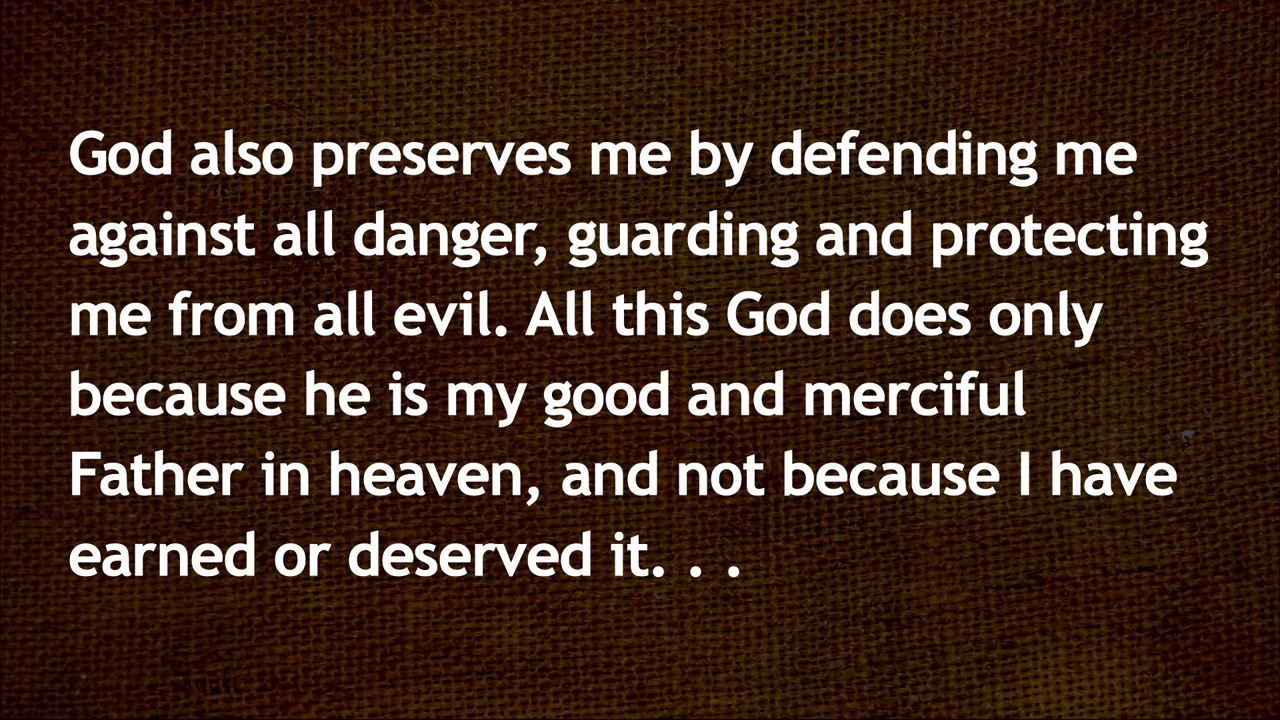 God also preserves me by defending me
against all danger, guarding and protecting
me from all evil. All this God does only
because he is my good and merciful
Father in heaven, and not because I have
earned or deserved it. . .